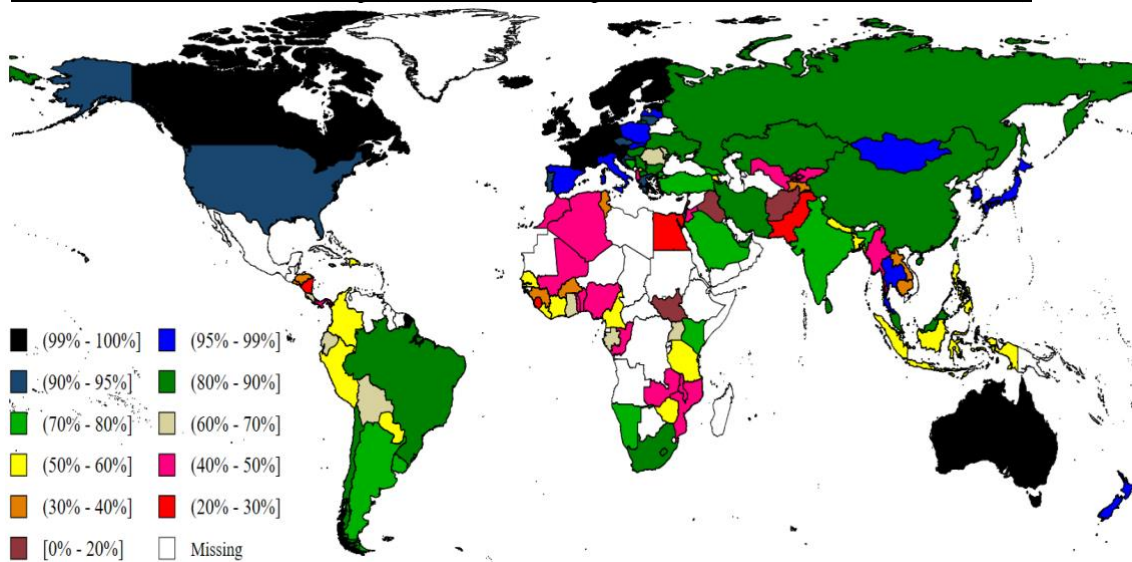 (99% - 100%] (95% - 99%]
(90% - 95%] (80% - 90%]
(70% - 80%] (60% - 70%]
(50% - 60%] (40% - 50%]
(30% - 40%] (20% - 30%]
[0% - 20%] Missing